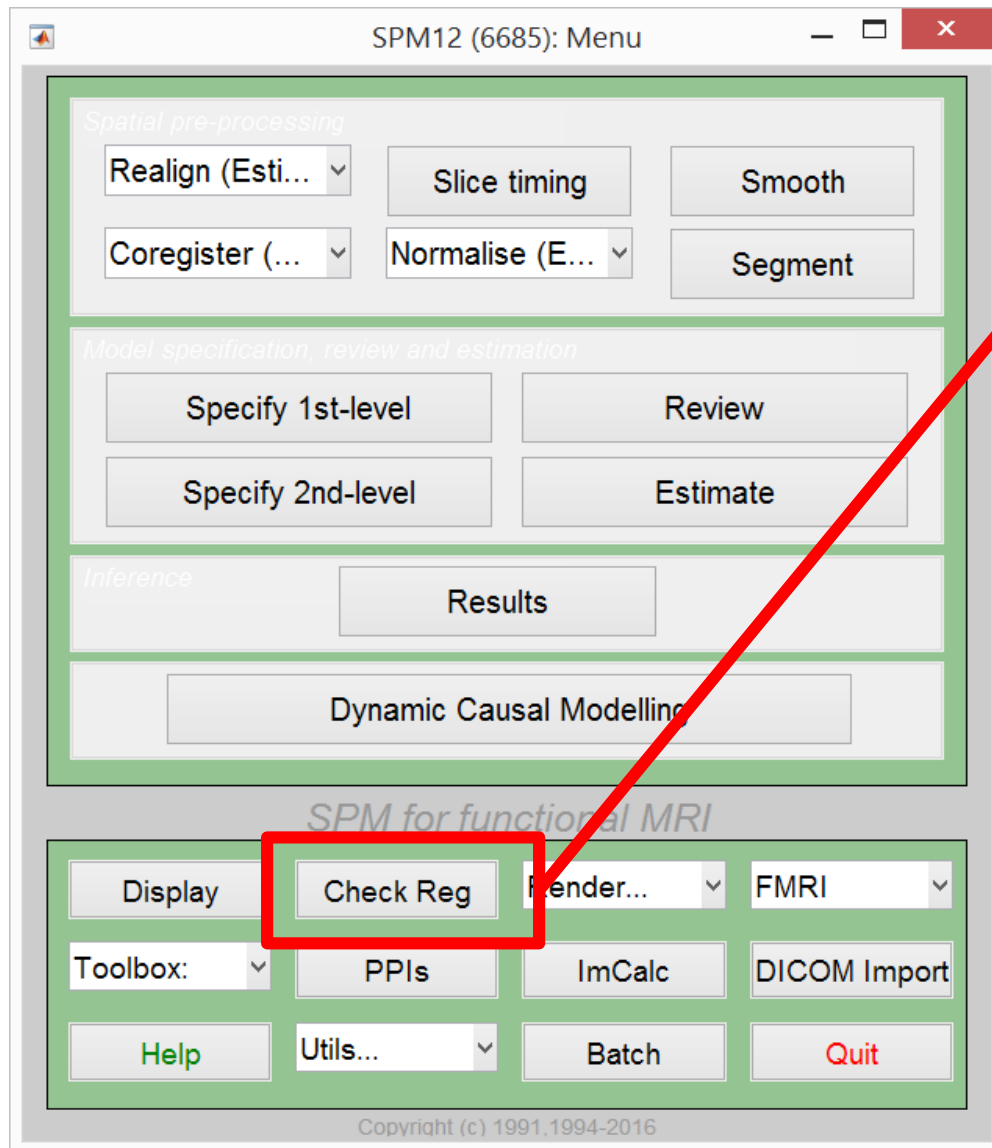 SPM12 (6685): Menu
Spatial pre-processing
Realign (Esti... Slice timing Smooth
Coregister (... Normalise (E... Segment
Model specification, review and estimation
Specify 1st-level Review
Specify 2nd-level Estimate
Inference
Results
Dynamic Causal Modelling
SPM for functional MRI
Display Check Reg Render... FMRI
Toolbox: PPIs ImCalc DICOM Import
Help Utils... Batch Quit
Copyright (c) 1991,1994-2016